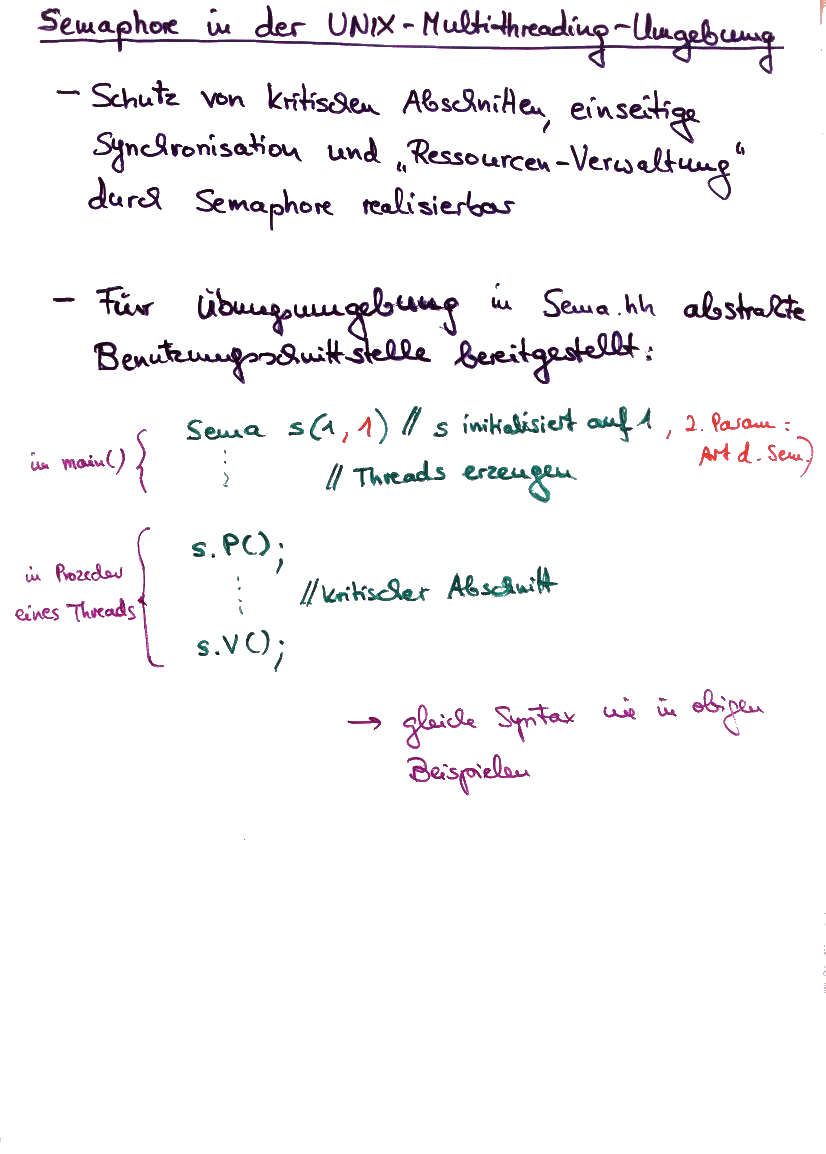 Semaphore in der UNIX-Multithreading-Umgebung
- Schutz von kritischen Abschnitten, einseitige
Synchronisation und „Ressourcen-Verwaltung“
durch Semaphore realisierbar
- Für Übungsumgebung in Sema.hh abstrakte
Benutzungsschnittstelle bereitgestellt:
in main() { Sema s(1,1) // s initialisiert auf 1, 2. Param:
Art d. Sem.)
// Threads erzeugen
s.P();
in Prozedur
// kritischer Abschnitt
eines Threads {
s.V();
→ gleiche Syntax wie in obigen
Beispielen